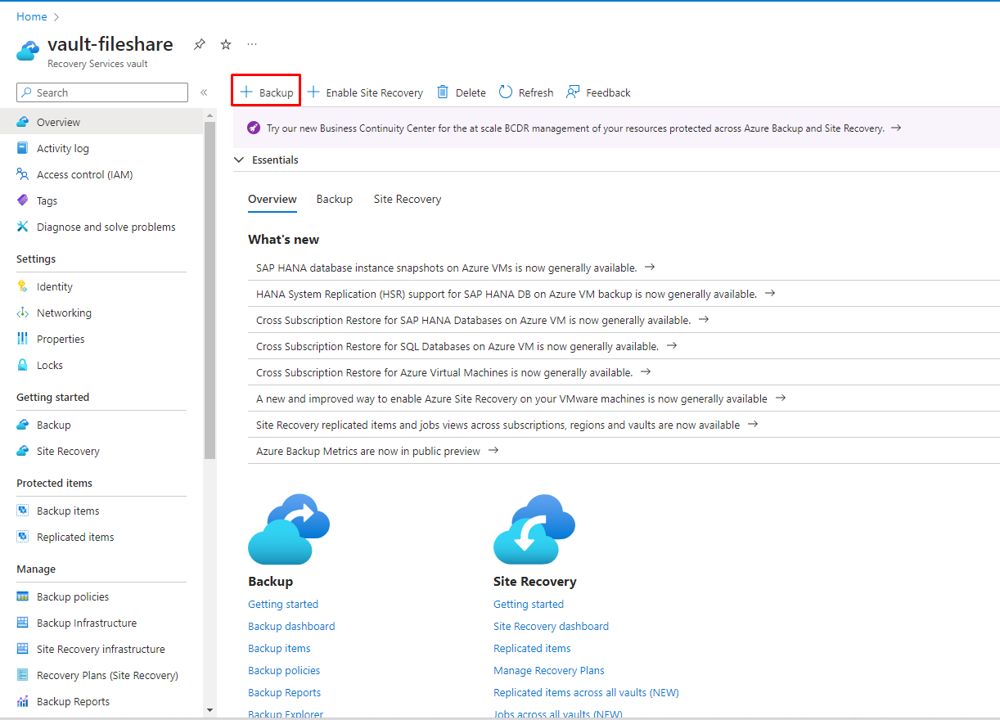 Home
vault-fileshare
Recovery Services vault
Search
Overview
Activity log
Access control (IAM)
Tags
Diagnose and solve problems
Settings
Identity
Networking
Properties
Locks
Getting started
Backup
Site Recovery
Protected items
Backup items
Replicated items
Manage
Backup policies
Backup Infrastructure
Site Recovery infrastructure
Recovery Plans (Site Recovery)
Backup Reports
Backup Enable Site Recovery Delete Refresh Feedback
Try our new Business Continuity Center for the at scale BCDR management of your resources protected across Azure Backup and Site Recovery.
Essentials
Overview Backup Site Recovery
What's new
SAP HANA database instance snapshots on Azure VMs is now generally available.
HANA System Replication (HSR) support for SAP HANA DB on Azure VM backup is now generally available.
Cross Subscription Restore for SAP HANA Databases on Azure VM is now generally available.
Cross Subscription Restore for SQL Databases on Azure VM is now generally available.
Cross Subscription Restore for Azure Virtual Machines is now generally available.
A new and improved way to enable Azure Site Recovery on your VMware machines is now generally available
Site Recovery replicated items and jobs views across subscriptions, regions and vaults are now available
Azure Backup Metrics are now in public preview
Backup
Getting started
Backup dashboard
Backup items
Backup policies
Backup Reports
Backup Explorer
Site Recovery
Getting started
Site Recovery dashboard
Replicated items
Manage Recovery Plans
Replicated items across all vaults (NEW)
Jobs across all vaults (NEW)